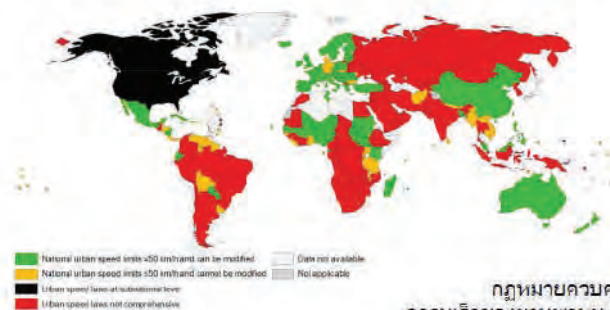 National urban speed limits ≤50 km/h and can be modified
National urban speed limits ≤50 km/h and cannot be modified
Urban speed laws at subnational level
Urban speed laws not comprehensive
Data not available
Not applicable
กฎหมายควบค